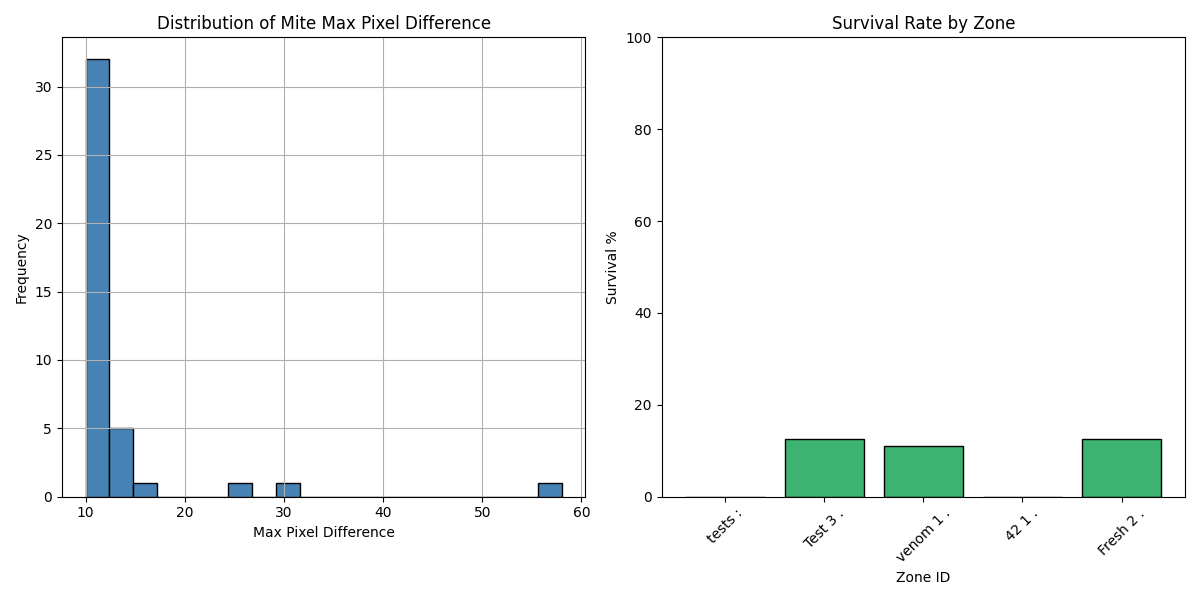 Distribution of Mite Max Pixel Difference
Frequency
30
25
20
15
10
5
0
10 20 30 40 50 60
Max Pixel Difference
Survival Rate by Zone
Survival %
100
80
60
40
20
0
tests : Test 3 . venom 1 . 42 1 . Fresh 2 .
Zone ID